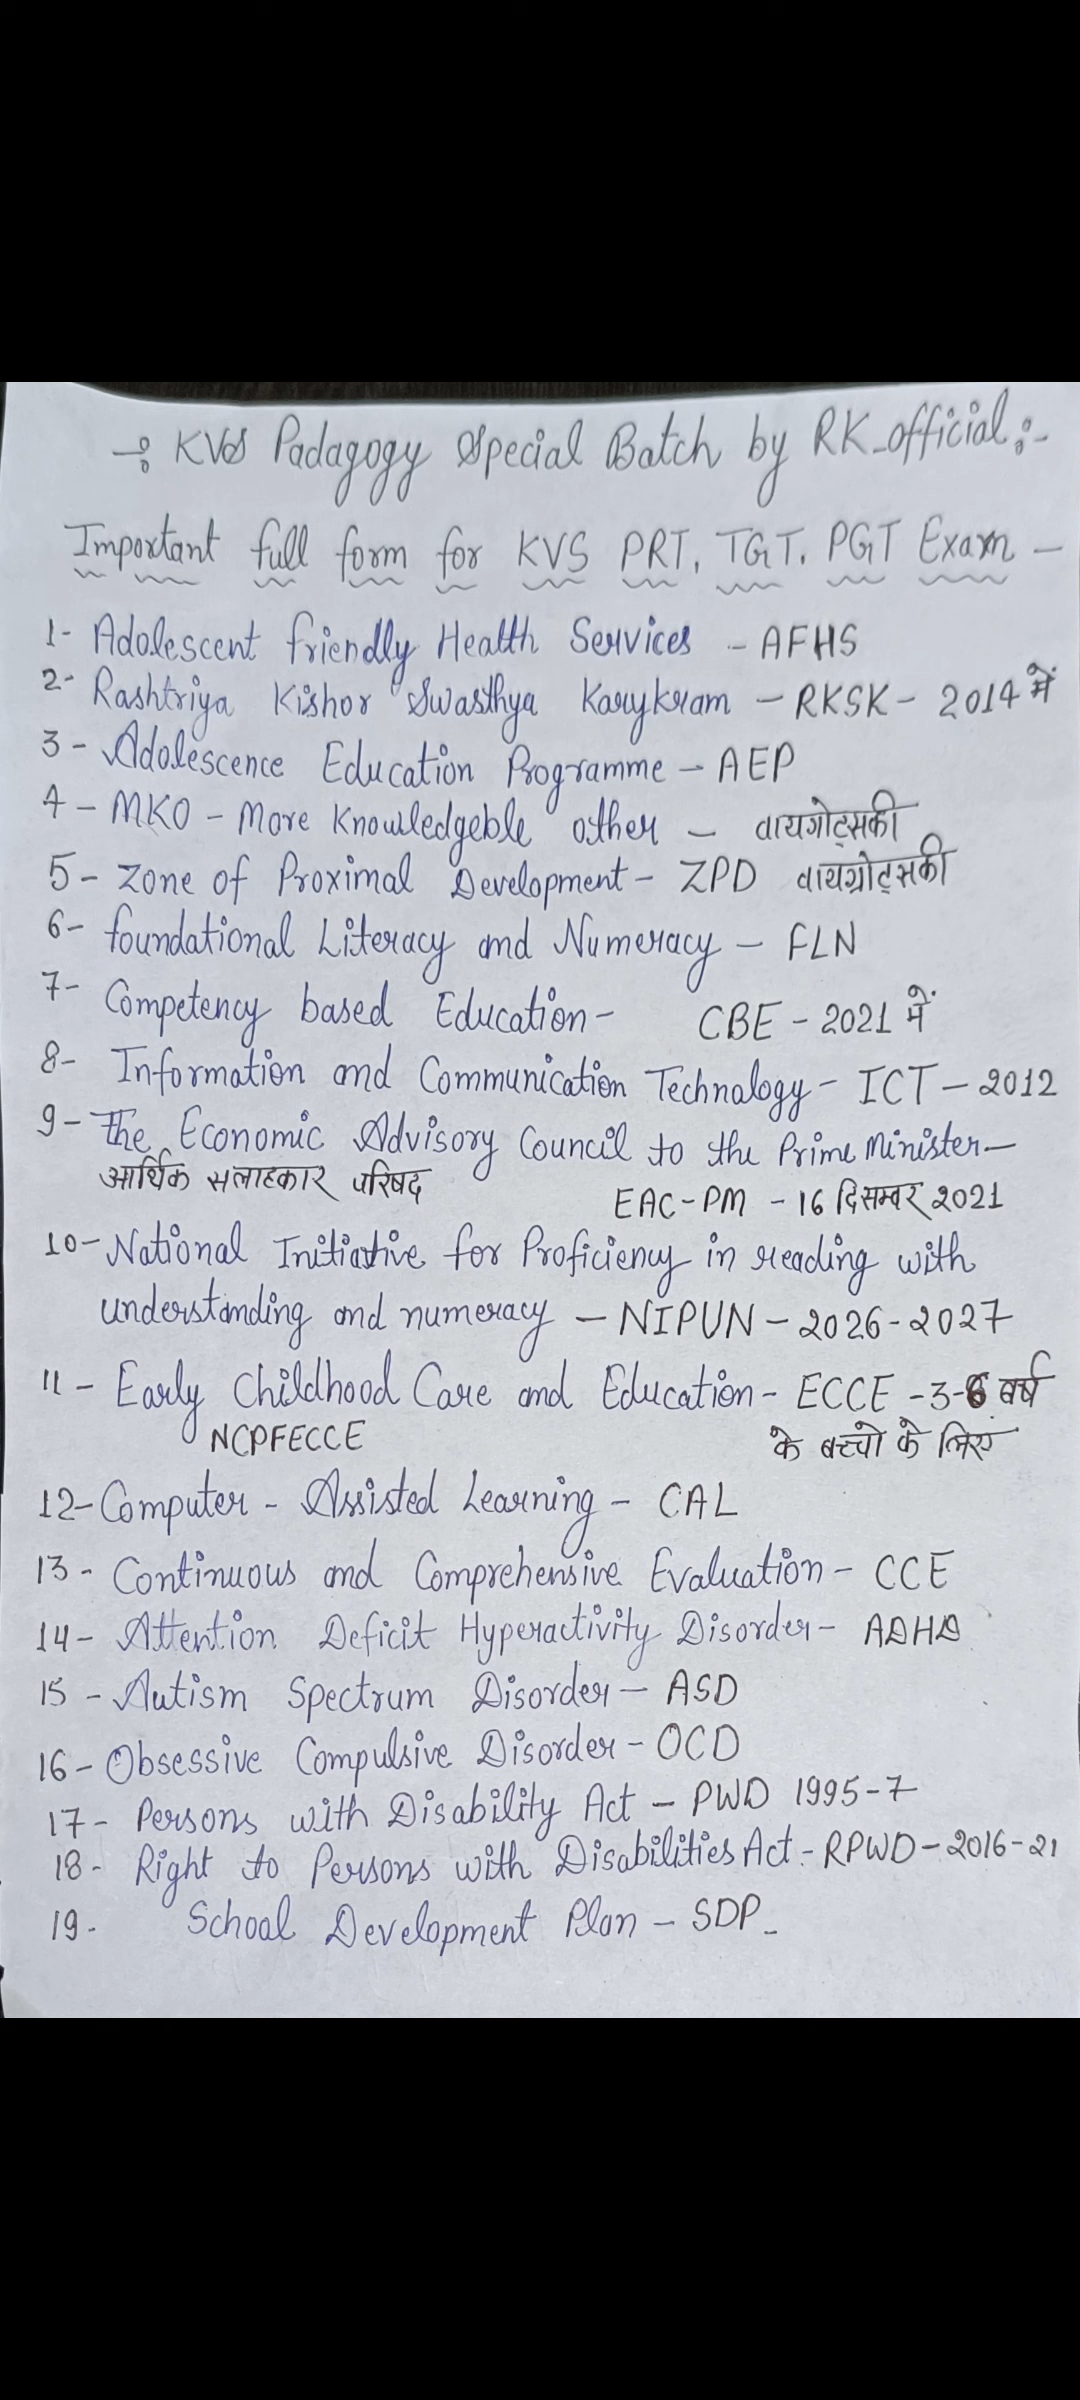 -: KVS Padagogy Special Batch by RK_official :-
Important full form for KVS PRT, TGT, PGT Exam -
1- Adolescent friendly Health Services - AFHS
2- Rashtriya Kishor Swasthya Karykram - RKSK - 2014 में
3- Adolescence Education Programme - AEP
4 - MKO - More Knowledgeble other - वायगोट्सकी
5 - Zone of Proximal Development - ZPD वायग्रोट्सकी
6- foundational Literacy and Numeracy - FLN
7- Competency based Education - CBE - 2021 में
8- Information and Communication Technology - ICT - 2012
9- The Economic Advisory Council to the Prime Minister -
आर्थिक सलाहकार परिषद EAC-PM - 16 दिसम्बर 2021
10- National Initiative for Proficiency in reading with
understanding and numeracy - NIPUN - 2026-2027
11 - Early Childhood Care and Education - ECCE - 3-6 वर्ष
NCPFECCE के बच्चो के लिए
12- Computer - Assisted Learning - CAL
13 - Continuous and Comprehensive Evaluation - CCE
14 - Attention Deficit Hyperactivity Disorder - ADHD
15 - Autism Spectrum Disorder - ASD
16 - Obsessive Compulsive Disorder - OCD
17 - Persons with Disability Act - PWD 1995-7
18 - Right to Persons with Disabilities Act - RPWD - 2016-21
19. School Development Plan - SDP_